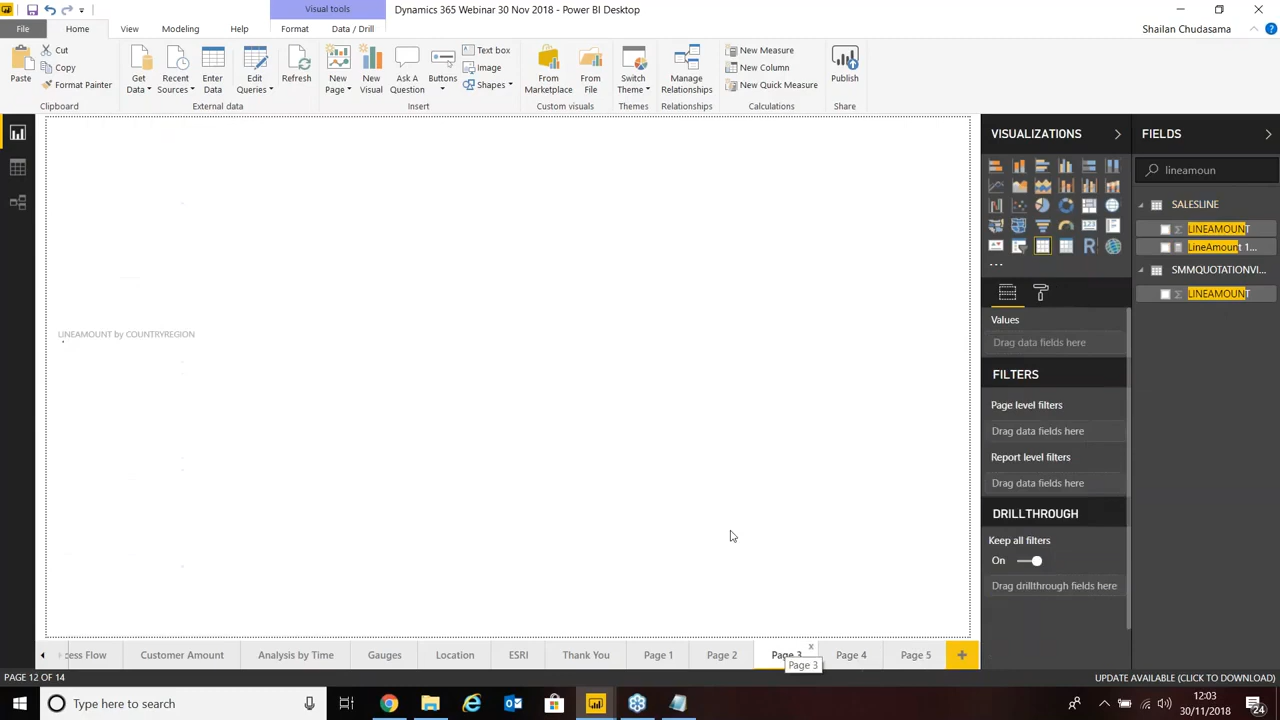 Visual tools
Dynamics 365 Webinar 30 Nov 2018 - Power BI Desktop
File Home View Modeling Help Format Data / Drill
Shailan Chudasama
Paste
Cut
Copy
Format Painter
Clipboard
Get Data
Recent Sources
Enter Data
Edit Queries
Refresh
External data
New Page
New Visual
Ask A Question
Buttons
Text box
Image
Shapes
Insert
From Marketplace
From File
Custom visuals
Switch Theme
Themes
Manage Relationships
Relationships
New Measure
New Column
New Quick Measure
Calculations
Publish
Share
LINEAMOUNT by COUNTRYREGION
VISUALIZATIONS
R
Values
Drag data fields here
FILTERS
Page level filters
Drag data fields here
Report level filters
Drag data fields here
DRILLTHROUGH
Keep all filters
On
Drag drillthrough fields here
FIELDS
lineamoun
SALESLINE
LINEAMOUNT
LineAmount 1...
SMMQUOTATIONVI...
LINEAMOUNT
cess Flow Customer Amount Analysis by Time Gauges Location ESRI Thank You Page 1 Page 2 Page 3 x Page 4 Page 5
Page 3
PAGE 12 OF 14
UPDATE AVAILABLE (CLICK TO DOWNLOAD)
Type here to search
12:03
30/11/2018
24